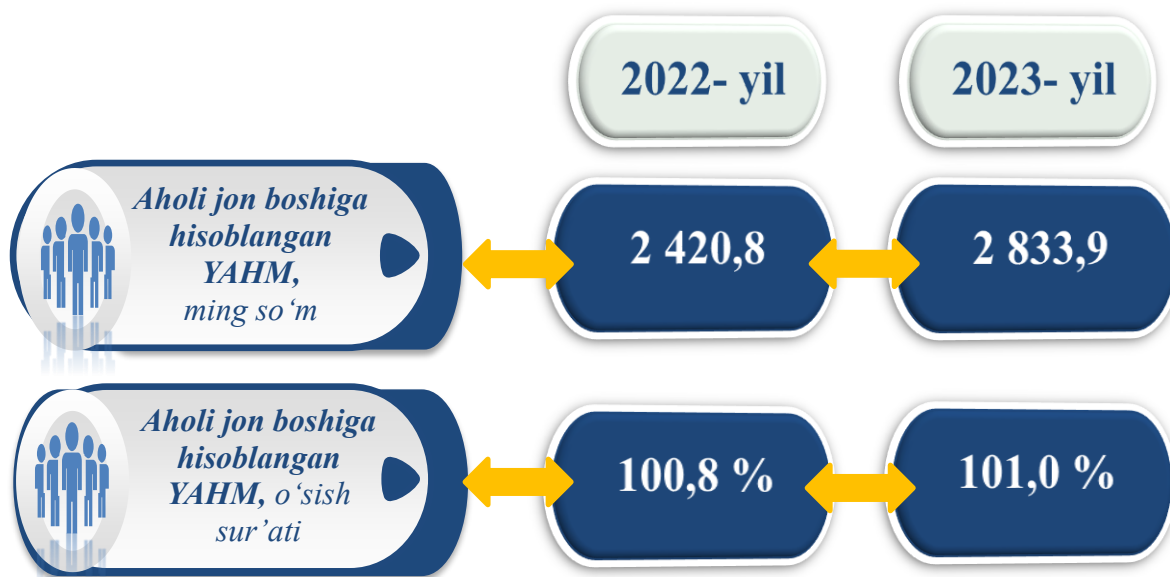 2022- yil
2023- yil
Aholi jon boshiga
hisoblangan
YAHM,
ming so‘m
2 420,8
2 833,9
Aholi jon boshiga
hisoblangan
YAHM, o‘sish
sur’ati
100,8 %
101,0 %